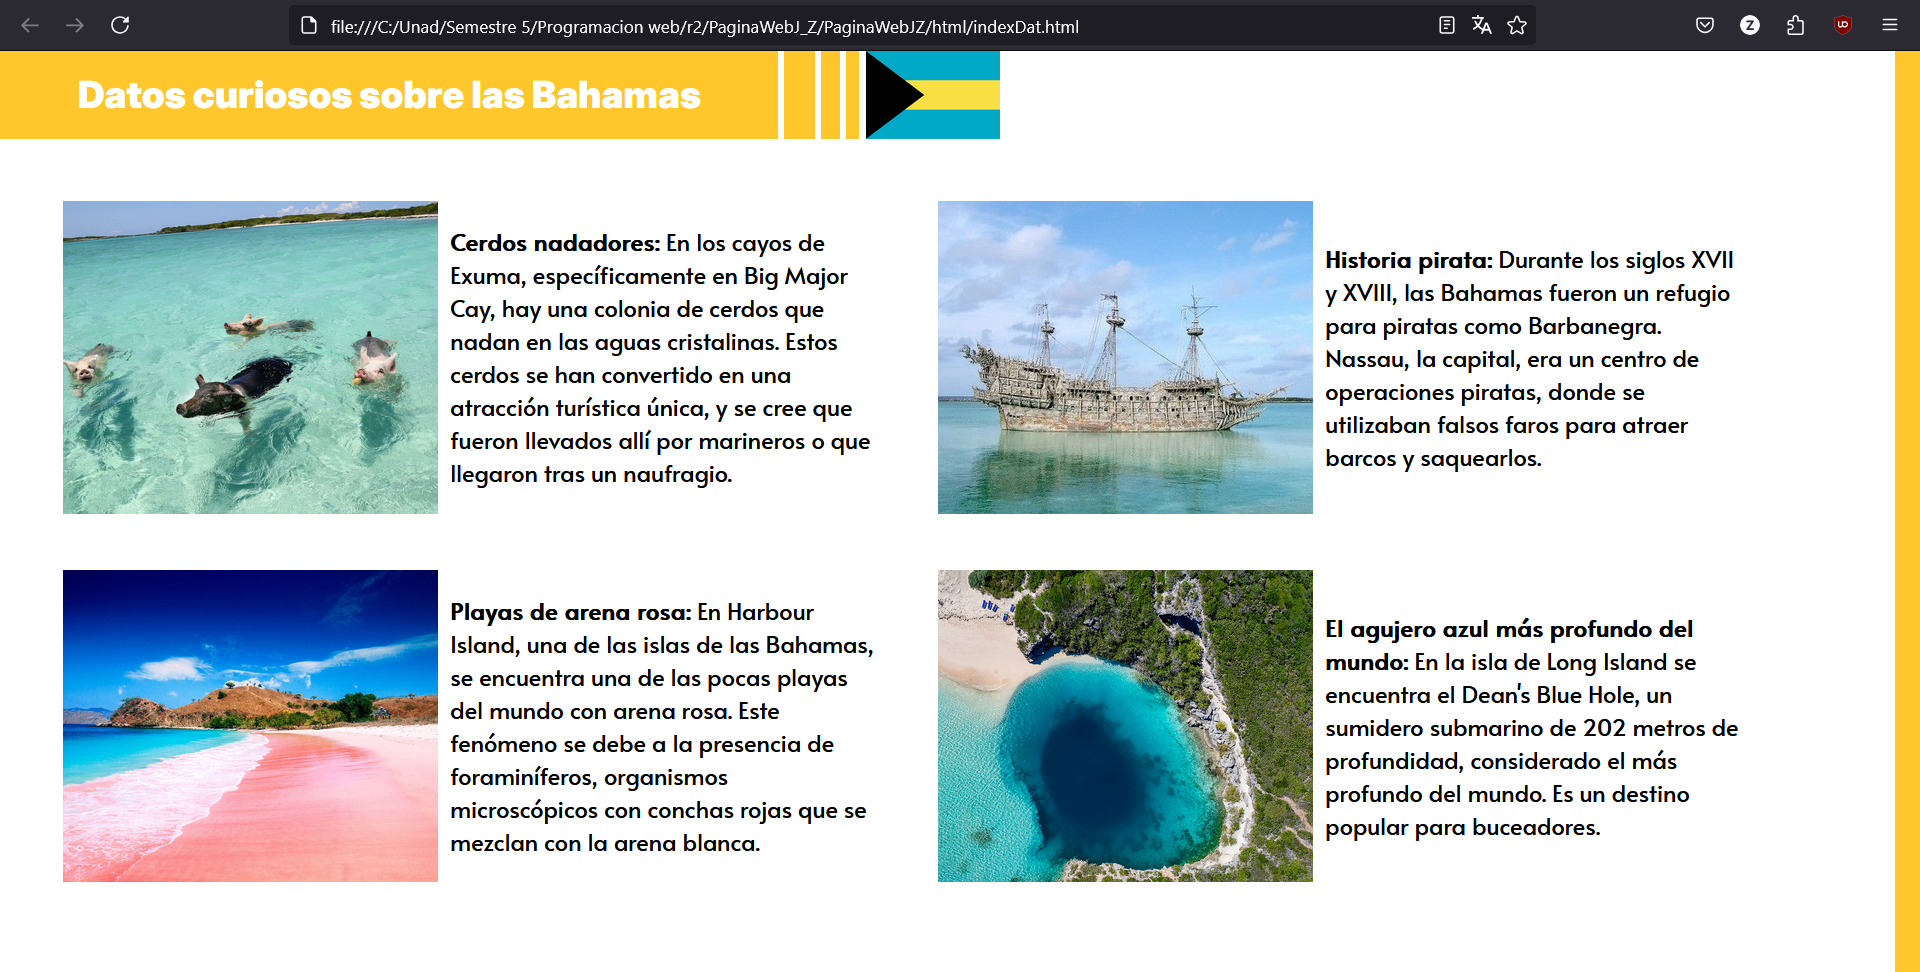 file:///C:/Unad/Semestre 5/Programacion web/r2/PaginaWebJ_Z/PaginaWebJZ/html/indexDat.html
Z
Datos curiosos sobre las Bahamas
Cerdos nadadores: En los cayos de
Exuma, específicamente en Big Major
Cay, hay una colonia de cerdos que
nadan en las aguas cristalinas. Estos
cerdos se han convertido en una
atracción turística única, y se cree que
fueron llevados allí por marineros o que
llegaron tras un naufragio.
Historia pirata: Durante los siglos XVII
y XVIII, las Bahamas fueron un refugio
para piratas como Barbanegra.
Nassau, la capital, era un centro de
operaciones piratas, donde se
utilizaban falsos faros para atraer
barcos y saquearlos.
Playas de arena rosa: En Harbour
Island, una de las islas de las Bahamas,
se encuentra una de las pocas playas
del mundo con arena rosa. Este
fenómeno se debe a la presencia de
foraminíferos, organismos
microscópicos con conchas rojas que se
mezclan con la arena blanca.
El agujero azul más profundo del
mundo: En la isla de Long Island se
encuentra el Dean's Blue Hole, un
sumidero submarino de 202 metros de
profundidad, considerado el más
profundo del mundo. Es un destino
popular para buceadores.